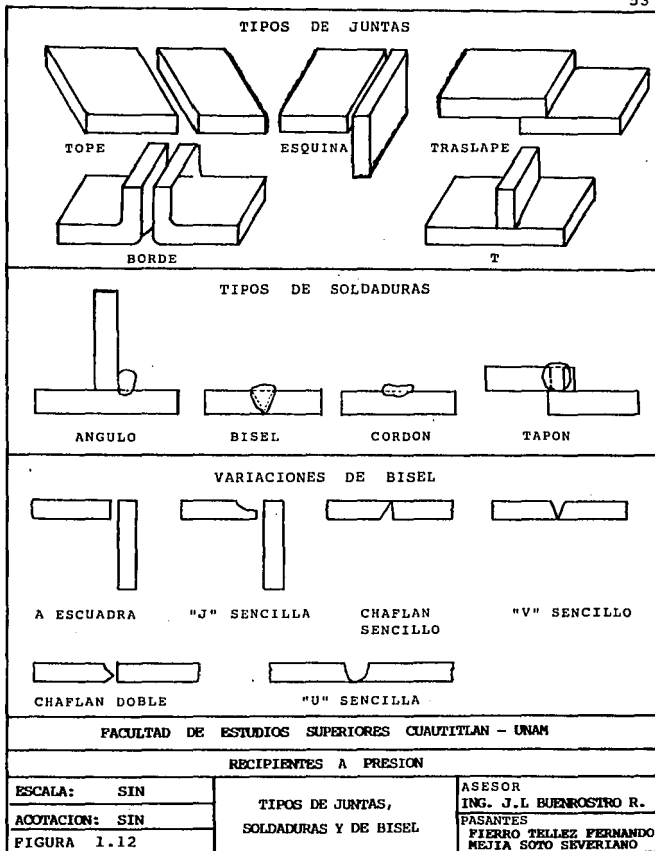 53
TIPOS DE JUNTAS
TOPE
ESQUINA
TRASLAPE
BORDE
T
TIPOS DE SOLDADURAS
ANGULO
BISEL
CORDON
TAPON
VARIACIONES DE BISEL
A ESCUADRA
"J" SENCILLA
CHAFLAN
SENCILLO
"V" SENCILLO
CHAFLAN DOBLE
"U" SENCILLA
FACULTAD DE ESTUDIOS SUPERIORES CUAUTITLAN - UNAM
RECIPIENTES A PRESION
ESCALA: SIN
ACOTACION: SIN
FIGURA 1.12
TIPOS DE JUNTAS,
SOLDADURAS Y DE BISEL
ASESOR
ING. J.L BUENROSTRO R.
PASANTES
FIERRO TELLEZ FERNANDO
MEJIA SOTO SEVERIANO